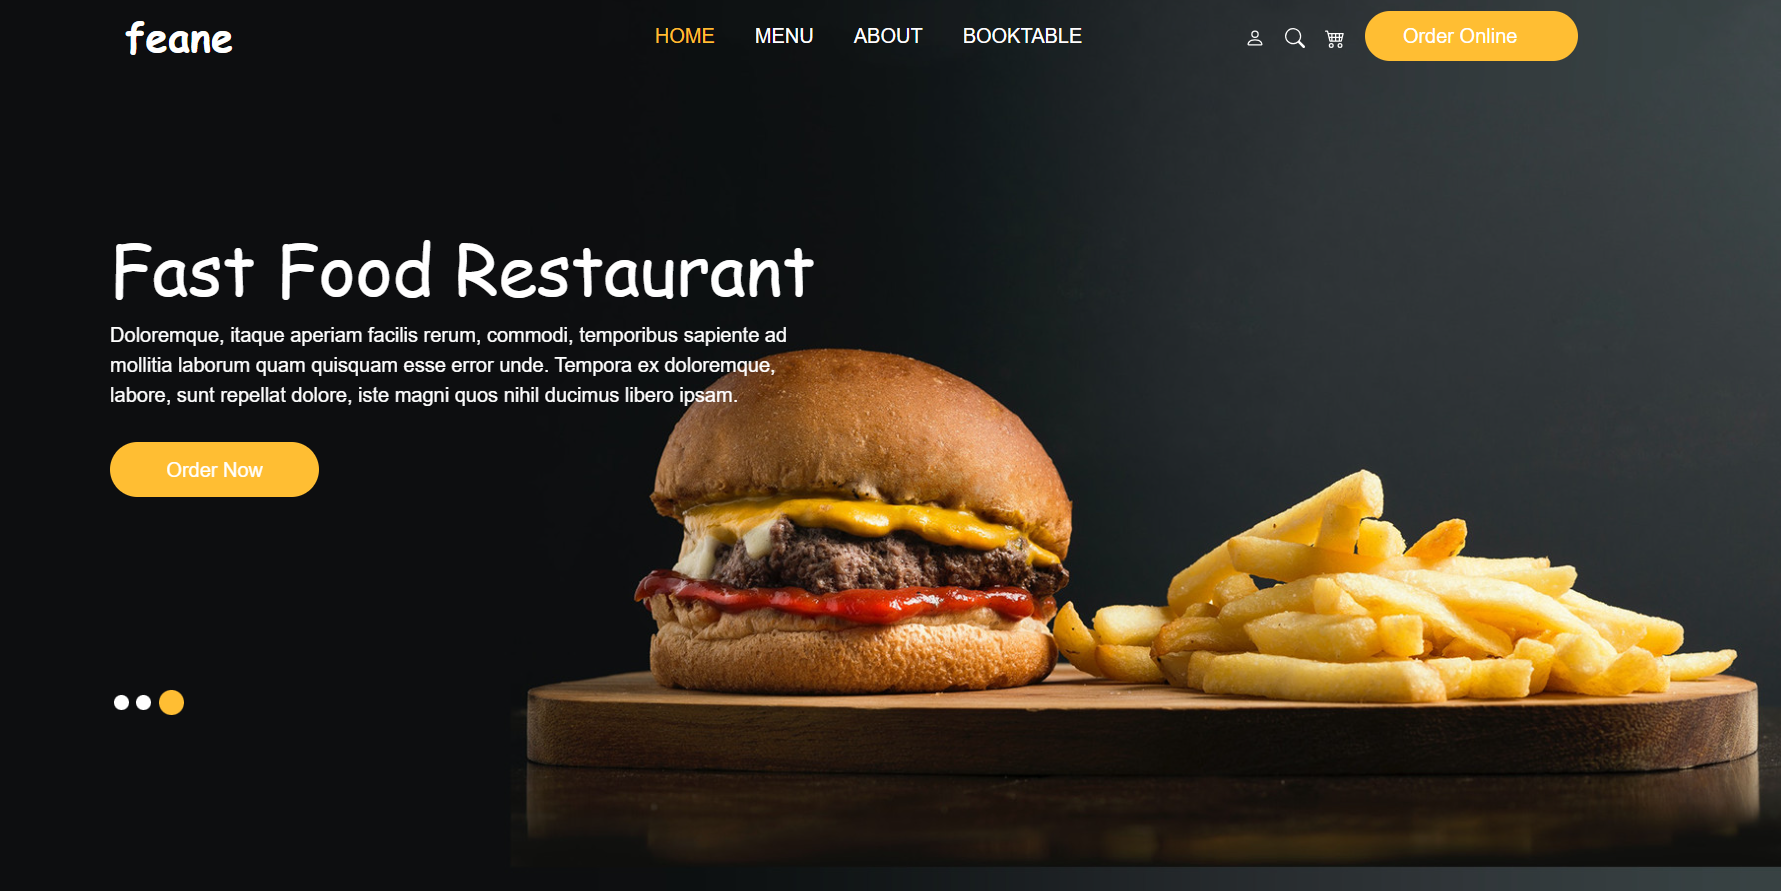 feane
HOME
MENU
ABOUT
BOOKTABLE
Order Online
Fast Food Restaurant
Doloremque, itaque aperiam facilis rerum, commodi, temporibus sapiente ad
mollitia laborum quam quisquam esse error unde. Tempora ex doloremque,
labore, sunt repellat dolore, iste magni quos nihil ducimus libero ipsam.
Order Now